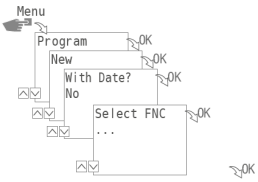 Menu
Program
OK
New
OK
With Date?
OK
No
Select FNC
OK
...
OK